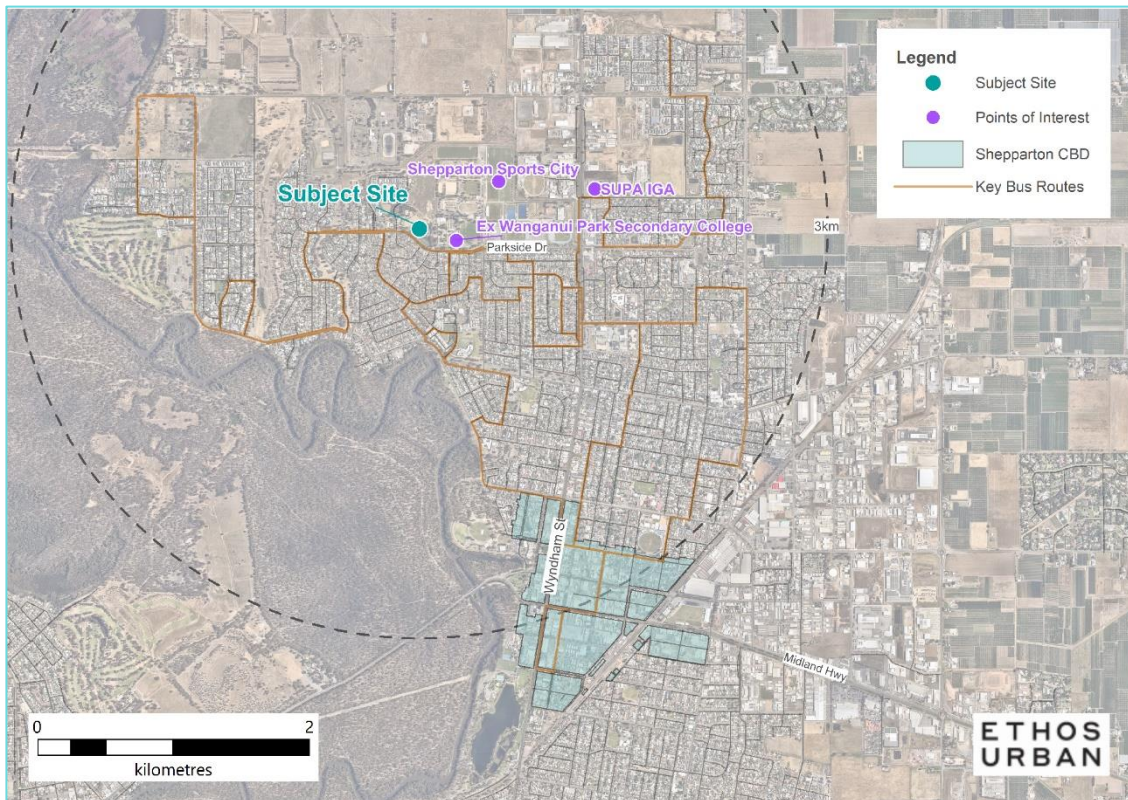 Legend
Subject Site
Points of Interest
Shepparton CBD
Key Bus Routes
Shepparton Sports City
SUPA IGA
Subject Site
Ex Wanganui Park Secondary College
Parkside Dr
3km
Wyndham St
Midland Hwy
0 2
kilometres
ETHOS
URBAN